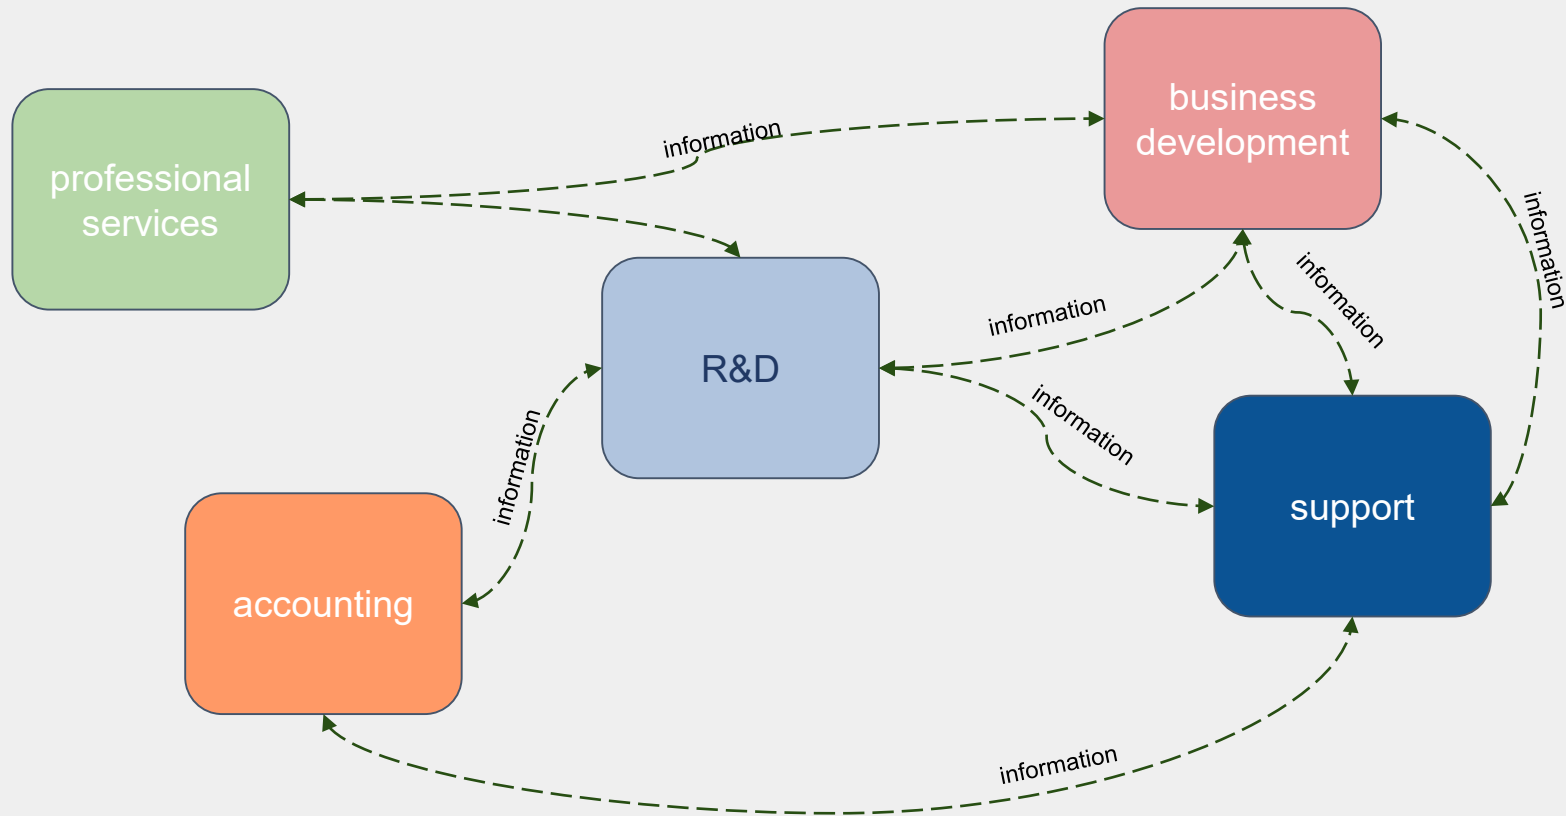 business
development
information
professional
services
information
information
information
R&D
information
information
support
accounting
information